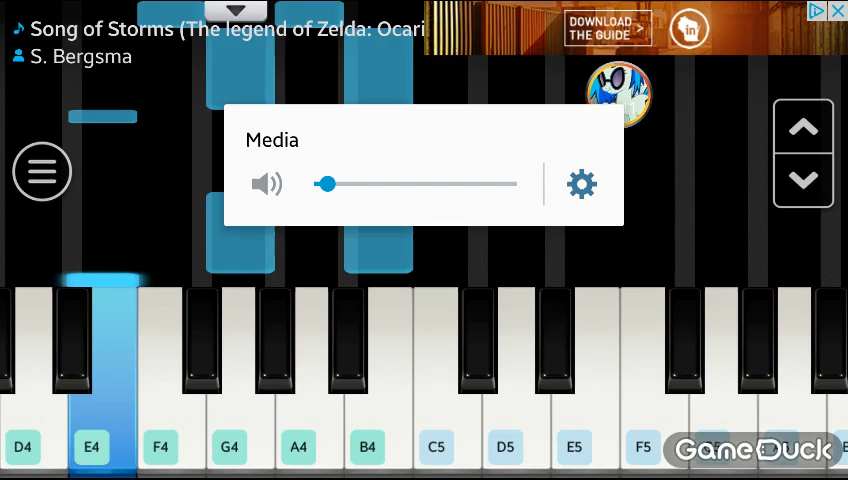 Song of Storms (The legend of Zelda: Ocari
S. Bergsma
DOWNLOAD
THE GUIDE >
in
Media
D4
E4
F4
G4
A4
B4
C5
D5
E5
F5
GameDuck